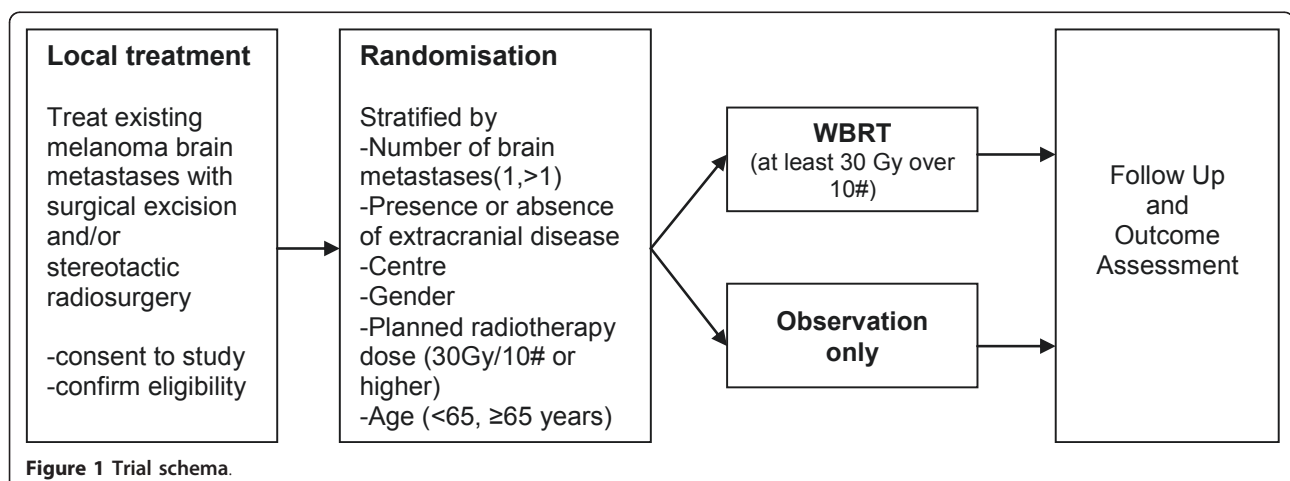 Local treatment
Treat existing
melanoma brain
metastases with
surgical excision
and/or
stereotactic
radiosurgery
-consent to study
-confirm eligibility
Randomisation
Stratified by
-Number of brain
metastases(1,>1)
-Presence or absence
of extracranial disease
-Centre
-Gender
-Planned radiotherapy
dose (30Gy/10# or
higher)
-Age (<65, ≥65 years)
WBRT
(at least 30 Gy over
10#)
Observation
only
Follow Up
and
Outcome
Assessment
Figure 1 Trial schema.